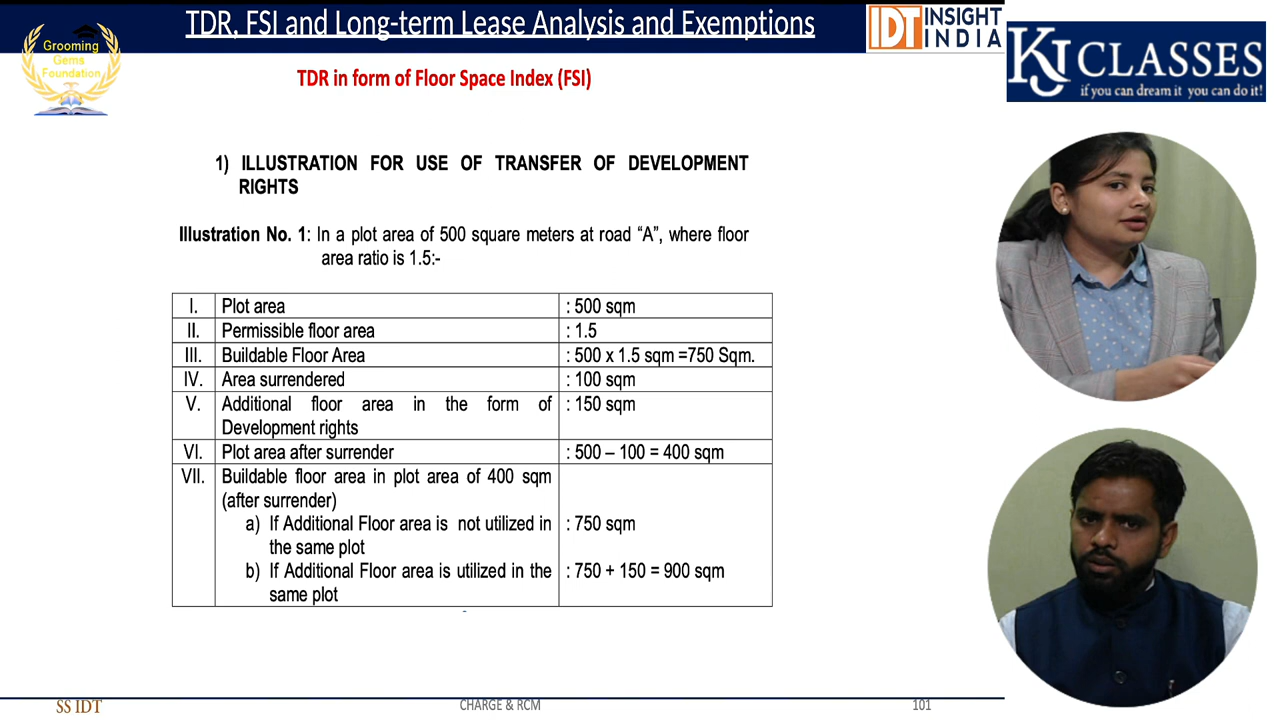 TDR, FSI and Long-term Lease Analysis and Exemptions
Grooming
Gems
Foundation
IDT INSIGHT
INDIA
KJ CLASSES
if you can dream it you can do it!
TDR in form of Floor Space Index (FSI)
1) ILLUSTRATION FOR USE OF TRANSFER OF DEVELOPMENT
RIGHTS
Illustration No. 1: In a plot area of 500 square meters at road “A”, where floor
area ratio is 1.5:-
I. Plot area : 500 sqm
II. Permissible floor area : 1.5
III. Buildable Floor Area : 500 x 1.5 sqm =750 Sqm.
IV. Area surrendered : 100 sqm
V. Additional floor area in the form of : 150 sqm
Development rights
VI. Plot area after surrender : 500 – 100 = 400 sqm
VII. Buildable floor area in plot area of 400 sqm
(after surrender)
a) If Additional Floor area is not utilized in : 750 sqm
the same plot
b) If Additional Floor area is utilized in the : 750 + 150 = 900 sqm
same plot
SS IDT CHARGE & RCM 101